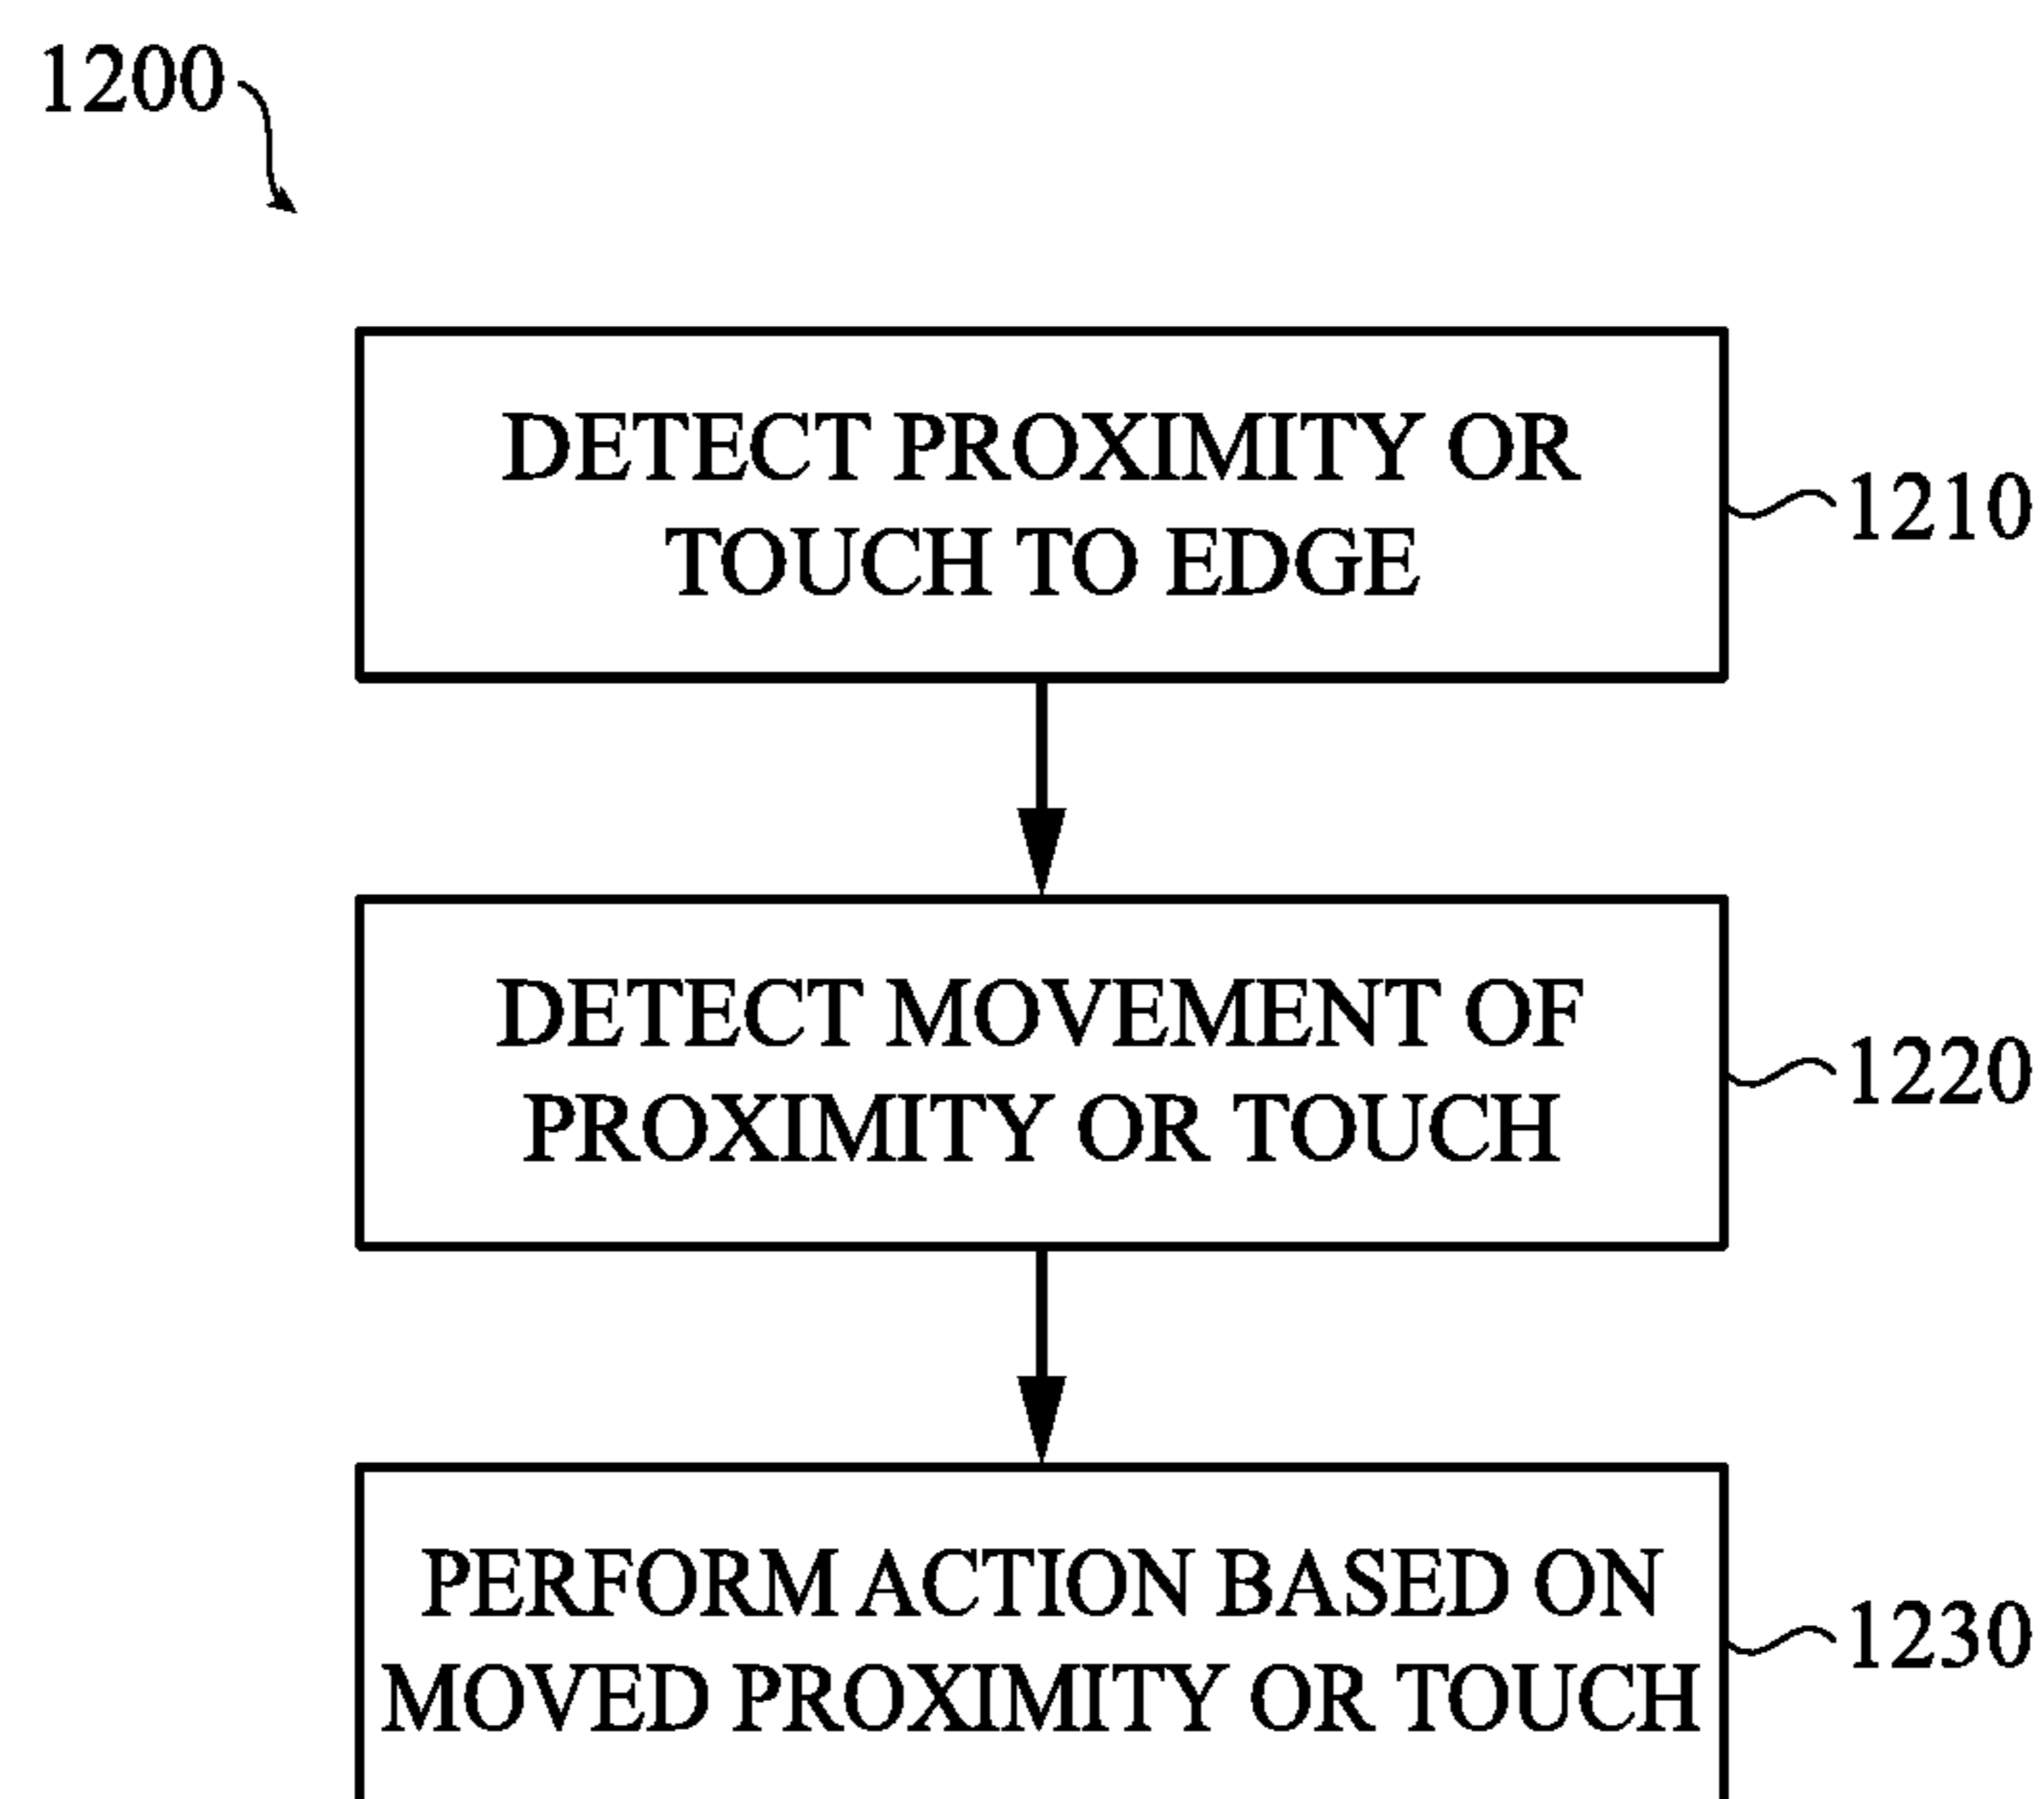 1200
DETECT PROXIMITY OR
TOUCH TO EDGE
1210
DETECT MOVEMENT OF
PROXIMITY OR TOUCH
1220
PERFORM ACTION BASED ON
MOVED PROXIMITY OR TOUCH
1230